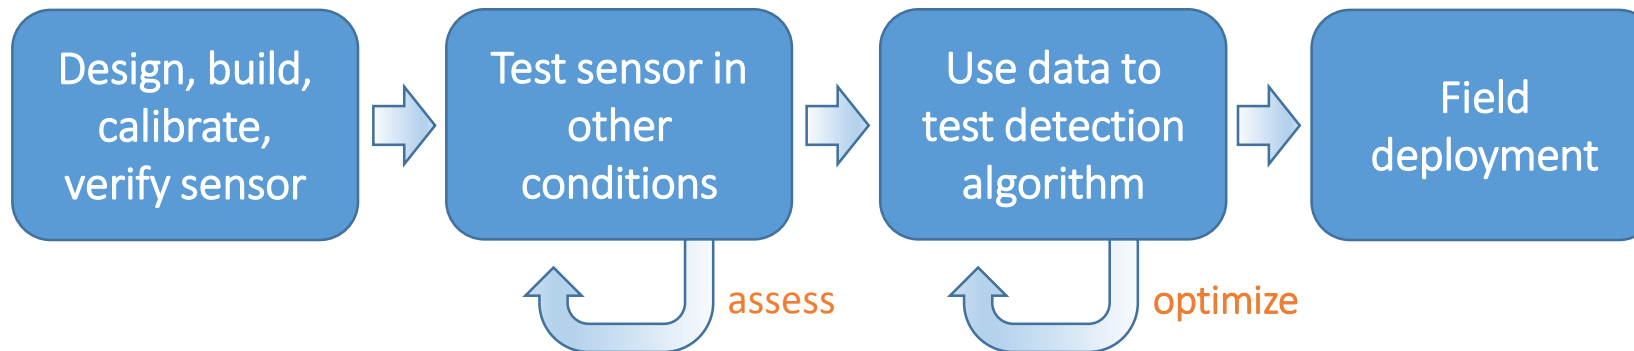 Design, build,
calibrate,
verify sensor
Test sensor in
other
conditions
Use data to
test detection
algorithm
Field
deployment
assess
optimize